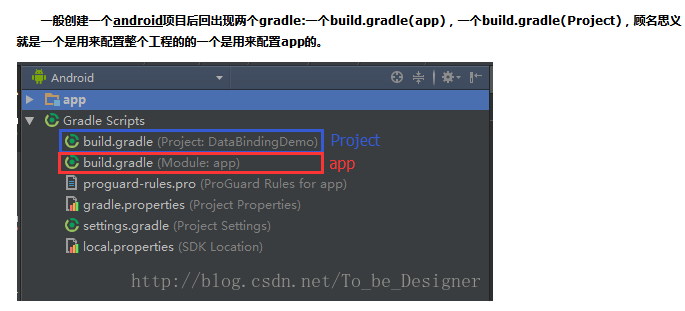 一般创建一个android项目后回出现两个gradle:一个build.gradle(app)，一个build.gradle(Project)，顾名思义
就是一个是用来配置整个工程的的一个是用来配置app的。
Android
app
Gradle Scripts
build.gradle (Project: DataBindingDemo) Project
build.gradle (Module: app) app
proguard-rules.pro (ProGuard Rules for app)
gradle.properties (Project Properties)
settings.gradle (Project Settings)
local.properties (SDK Location)
http://blog.csdn.net/To_be_Designer